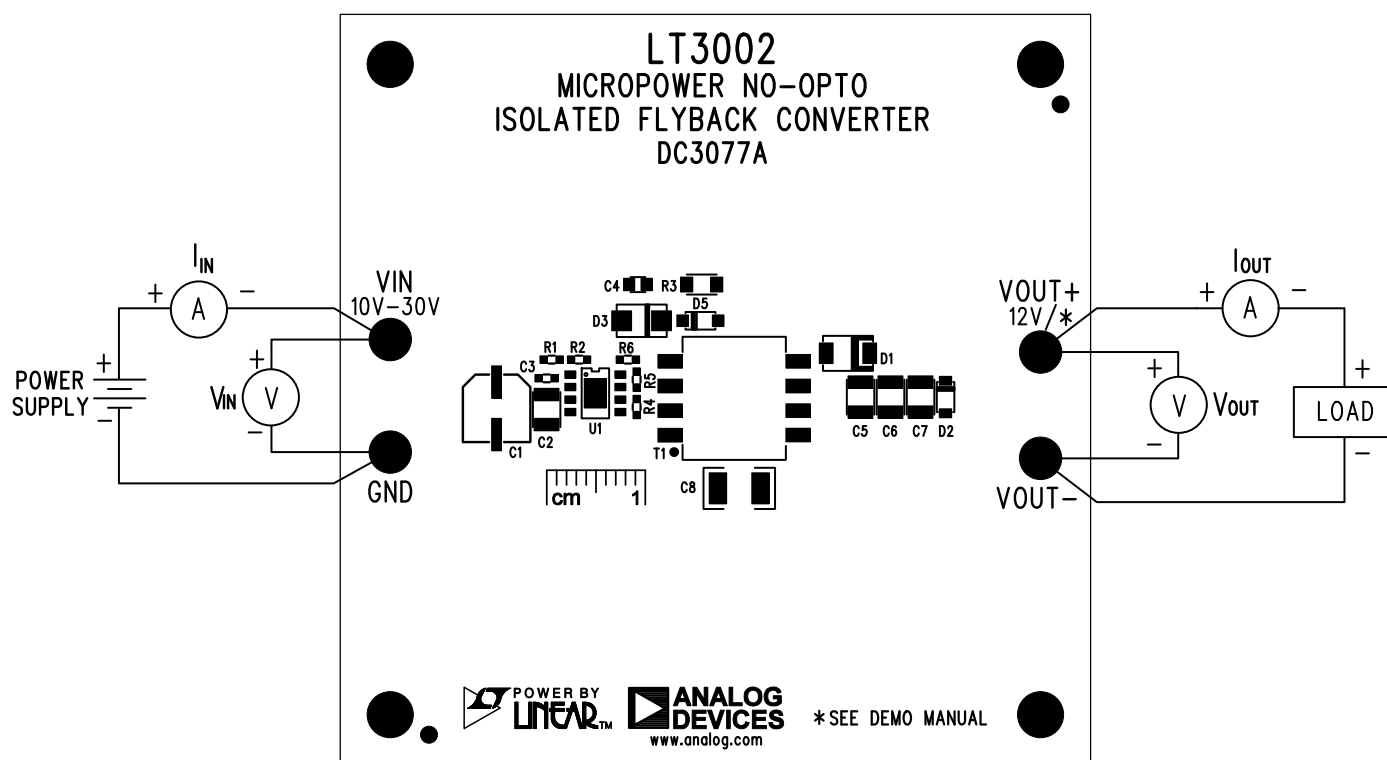 LT3002
MICROPOWER NO-OPTO
ISOLATED FLYBACK CONVERTER
DC3077A
IIN
+ A -
VIN
10V-30V
+
POWER
SUPPLY
-
+
VIN V
-
GND
C4
R3
D5
D3
R1 R2 R6
C3
R5
R4
U1
C1
C2
T1
cm 1
C8
D1
C5 C6 C7 D2
VOUT+
12V/*
IOUT
+ A -
+
V VOUT
-
+
LOAD
-
VOUT-
POWER BY
LINEAR™
ANALOG
DEVICES
www.analog.com
*SEE DEMO MANUAL